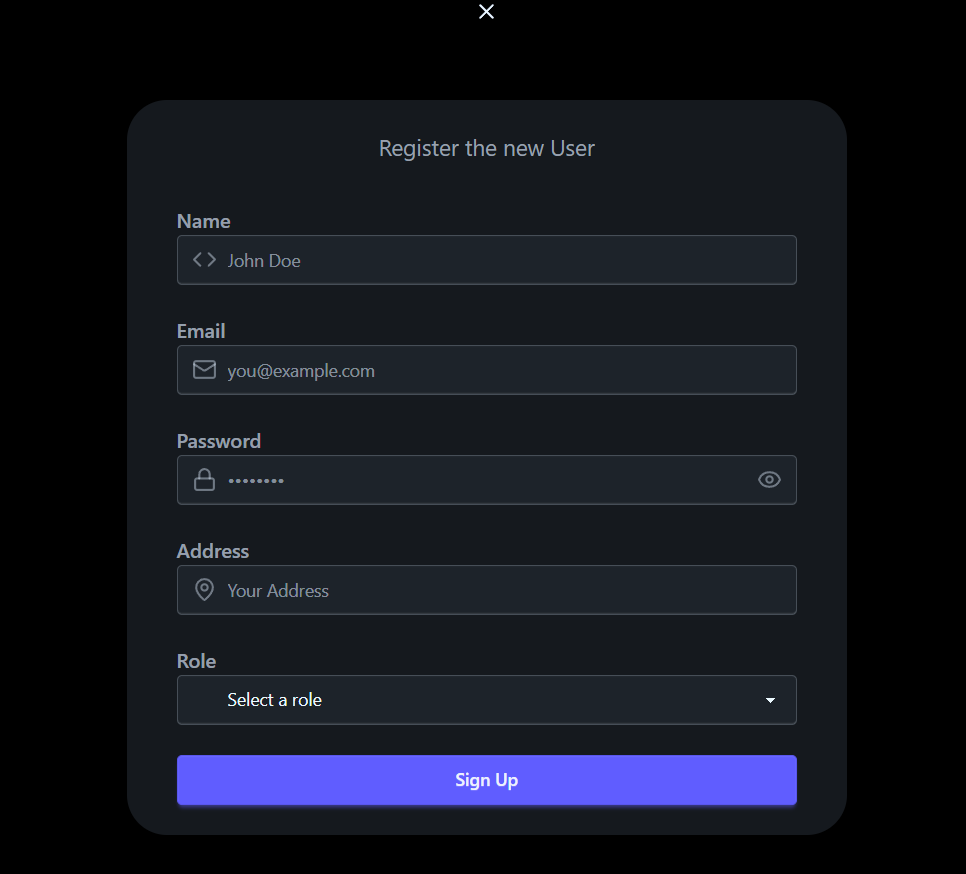 Register the new User
Name
John Doe
Email
you@example.com
Password
••••••••
Address
Your Address
Role
Select a role
Sign Up